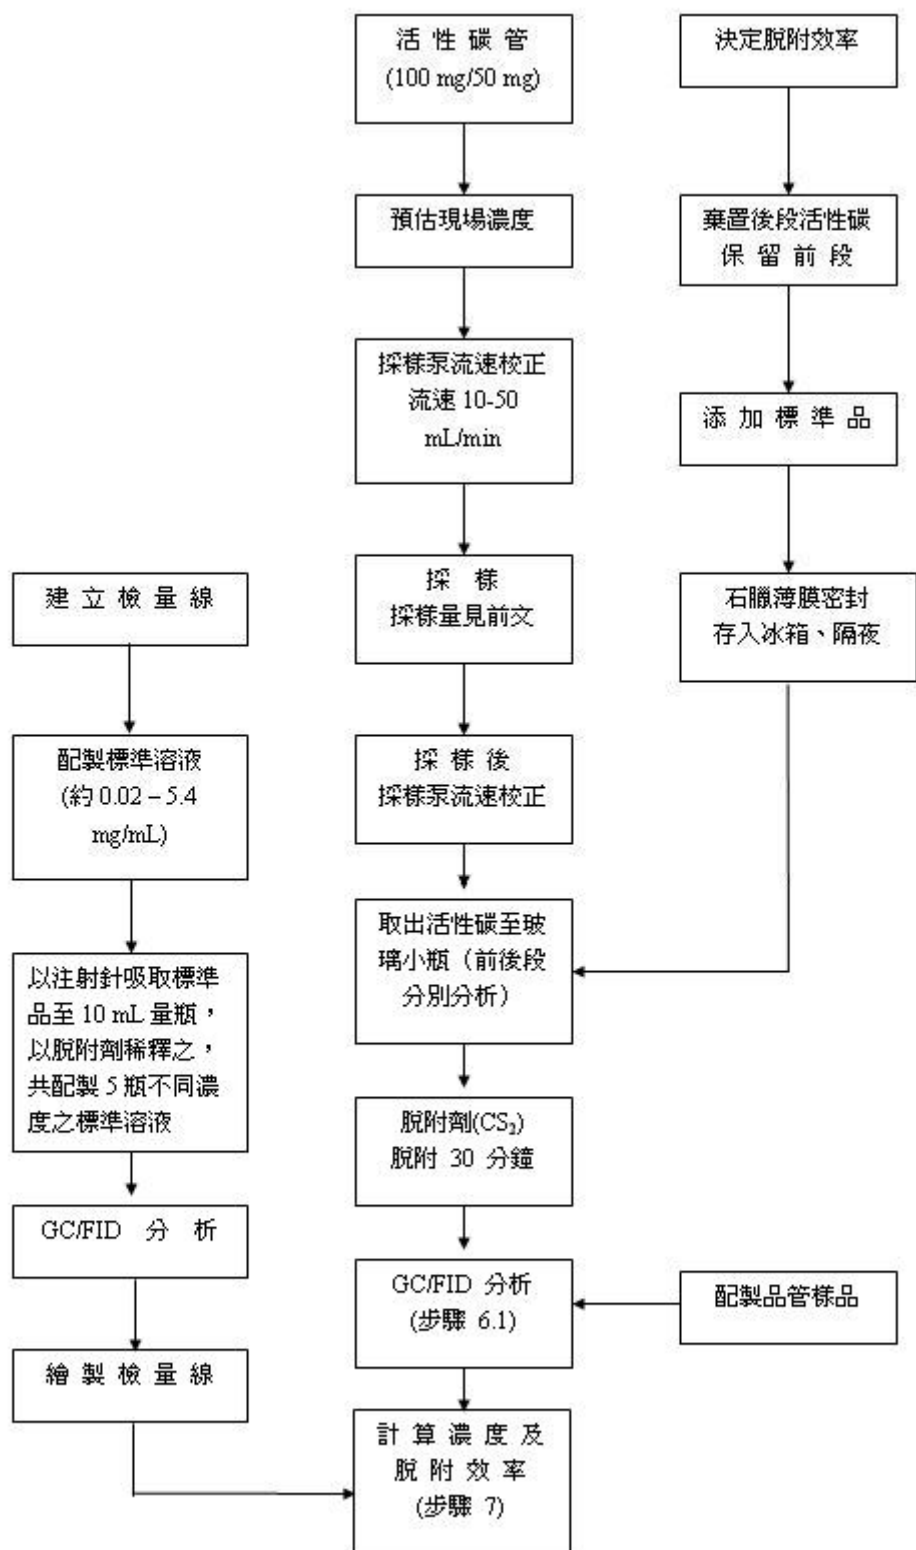 活 性 碳 管
(100 mg/50 mg)
預估現場濃度
採樣泵流速校正
流速 10-50
mL/min
採 樣
採樣量見前文
採 樣 後
採樣泵流速校正
取出活性碳至玻
璃小瓶（前後段
分別分析）
脫附劑(CS₂)
脫附 30 分鐘
GC/FID 分析
(步驟 6.1)
計 算 濃 度 及
脫 附 效 率
(步驟 7)
決定脫附效率
棄置後段活性碳
保 留 前 段
添 加 標 準 品
石臘薄膜密封
存入冰箱、隔夜
配製品管樣品
建 立 檢 量 線
配製標準溶液
(約 0.02 – 5.4
mg/mL)
以注射針吸取標準
品至 10 mL 量瓶，
以脫附劑稀釋之，
共配製 5 瓶不同濃
度之標準溶液
GC/FID 分 析
繪 製 檢 量 線